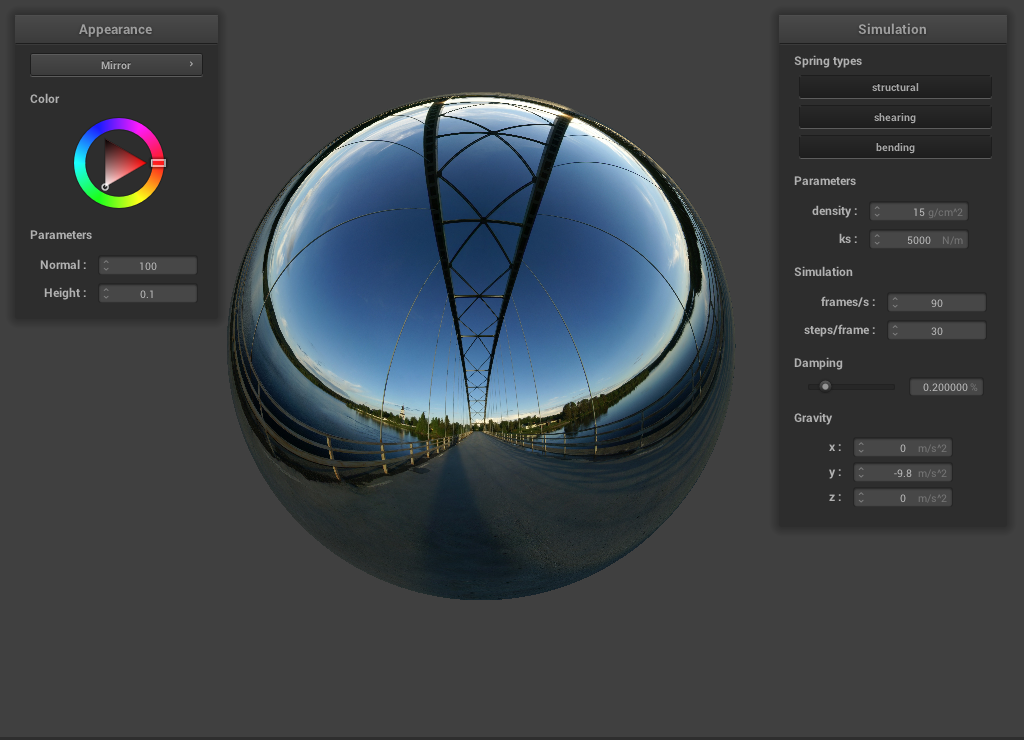 Appearance
Mirror
Color
Parameters
Normal : 100
Height : 0.1
Simulation
Spring types
structural
shearing
bending
Parameters
density : 15 g/cm^2
ks : 5000 N/m
Simulation
frames/s : 90
steps/frame : 30
Damping
0.200000 %
Gravity
x : 0 m/s^2
y : -9.8 m/s^2
z : 0 m/s^2